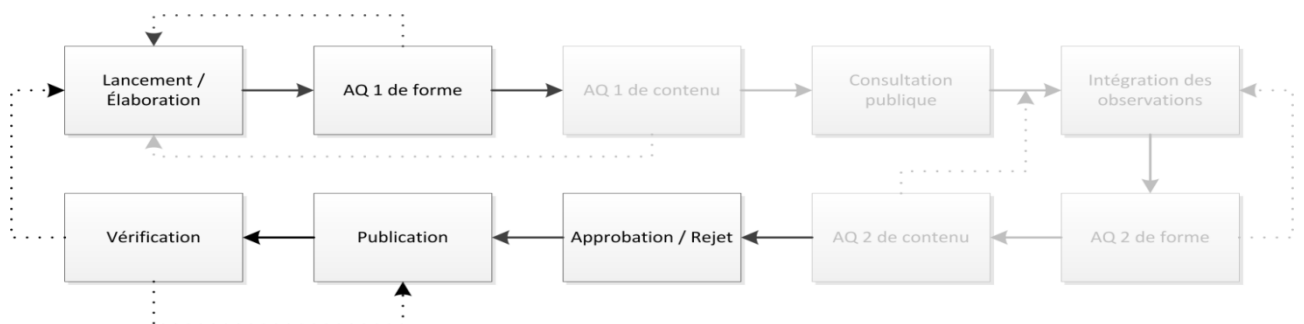 Lancement /
Élaboration
AQ 1 de forme
AQ 1 de contenu
Consultation
publique
Intégration des
observations
Vérification
Publication
Approbation / Rejet
AQ 2 de contenu
AQ 2 de forme